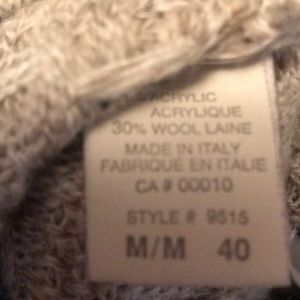 ACRYLIC
ACRYLIQUE
30% WOOL LAINE
MADE IN ITALY
FABRIQUE EN ITALIE
CA # 00010
STYLE # 9515
M/M 40